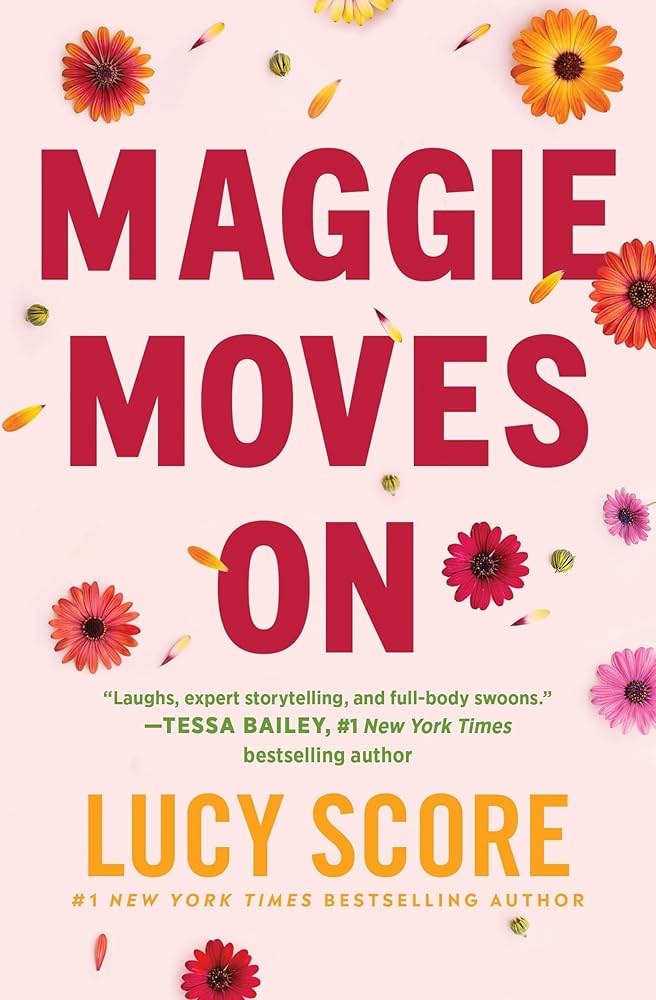 MAGGIE
MOVES
ON
“Laughs, expert storytelling, and full-body swoons.”
—TESSA BAILEY, #1 New York Times
bestselling author
LUCY SCORE
#1 NEW YORK TIMES BESTSELLING AUTHOR